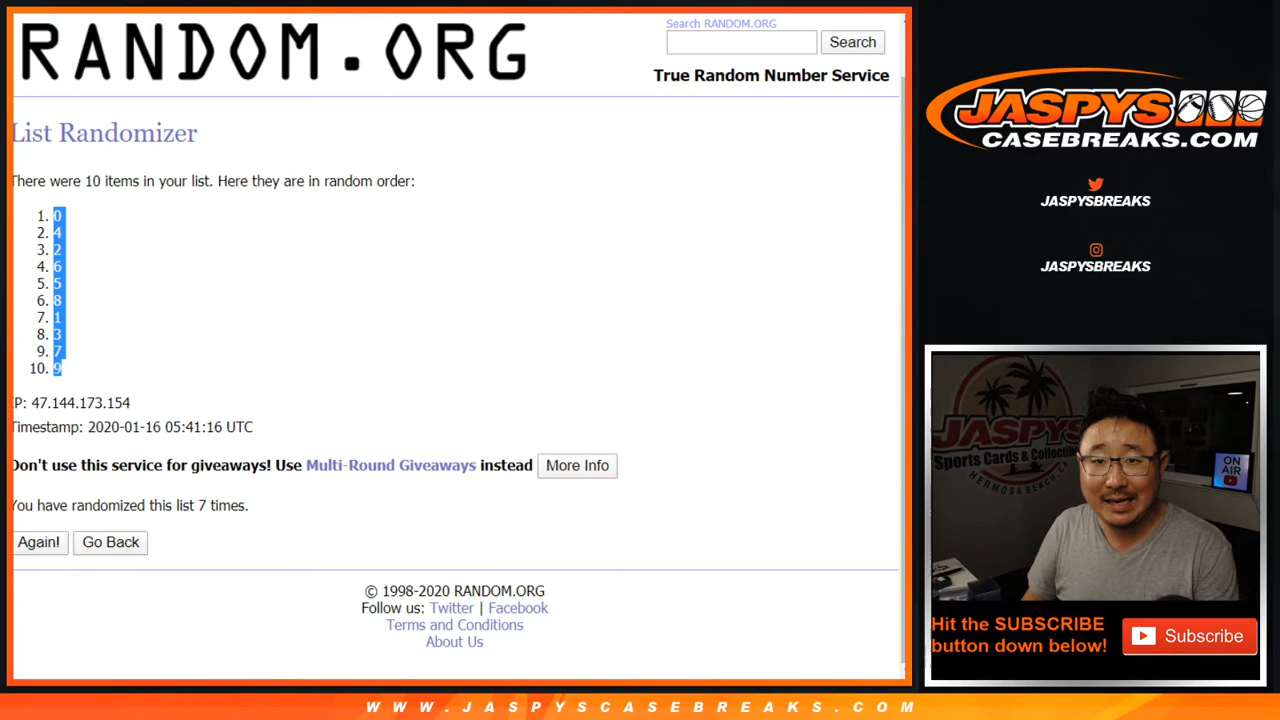 RANDOM.ORG
Search RANDOM.ORG
Search
True Random Number Service
List Randomizer
There were 10 items in your list. Here they are in random order:
1. 0
2. 4
3. 2
4. 6
5. 5
6. 8
7. 1
8. 3
9. 7
10. 9
IP: 47.144.173.154
Timestamp: 2020-01-16 05:41:16 UTC
Don't use this service for giveaways! Use Multi-Round Giveaways instead More Info
You have randomized this list 7 times.
Again! Go Back
© 1998-2020 RANDOM.ORG
Follow us: Twitter | Facebook
Terms and Conditions
About Us
JASPYS
CASEBREAKS.COM
JASPYSBREAKS
JASPYSBREAKS
JASPYS
Sports Cards & Collectibles
HERMOSA BEACH, CA
ON
AIR
Hit the SUBSCRIBE
button down below!
Subscribe
WWW.JASPYSCASEBREAKS.COM